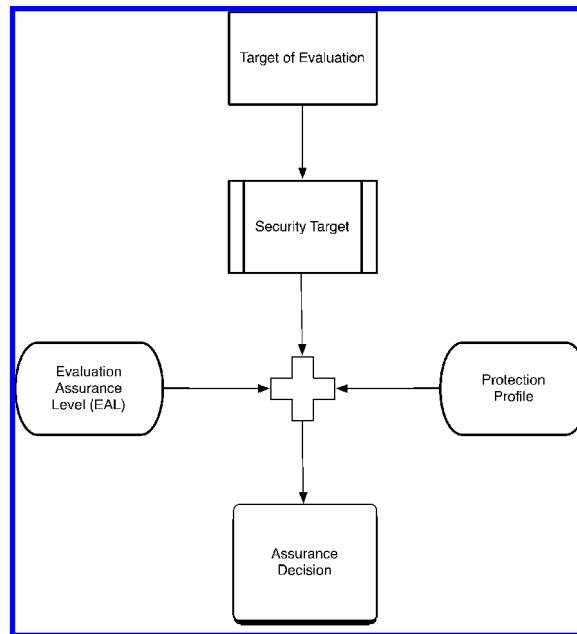 Target of Evaluation
Security Target
Evaluation
Assurance
Level (EAL)
Protection
Profile
Assurance
Decision